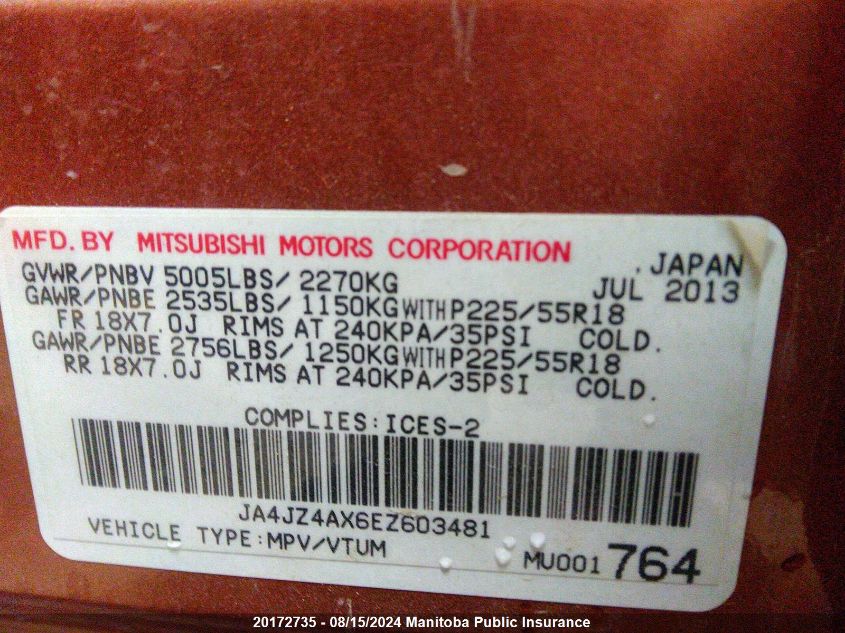 MFD. BY MITSUBISHI MOTORS CORPORATION , JAPAN
GVWR/PNBV 5005LBS/ 2270KG JUL 2013
GAWR/PNBE 2535LBS/ 1150KG WITH P225/55R18
FR 18X7.0J RIMS AT 240KPA/35PSI COLD.
GAWR/PNBE 2756LBS/ 1250KG WITH P225/55R18
RR 18X7.0J RIMS AT 240KPA/35PSI COLD.
COMPLIES:ICES-2
JA4JZ4AX6EZ603481
VEHICLE TYPE:MPV/VTUM
MU001 764
20172735 - 08/15/2024 Manitoba Public Insurance